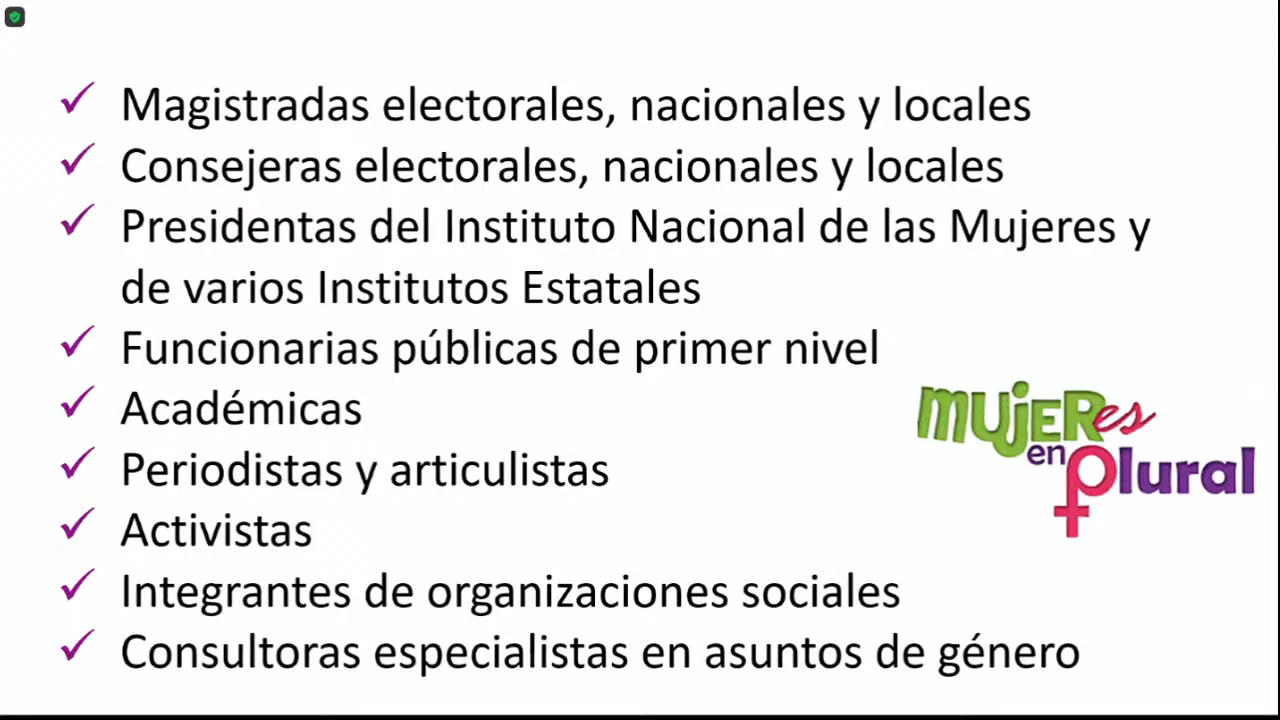 Magistradas electorales, nacionales y locales
Consejeras electorales, nacionales y locales
Presidentas del Instituto Nacional de las Mujeres y
de varios Institutos Estatales
Funcionarias públicas de primer nivel
Académicas
Periodistas y articulistas
Activistas
Integrantes de organizaciones sociales
Consultoras especialistas en asuntos de género
mujeres
en plural